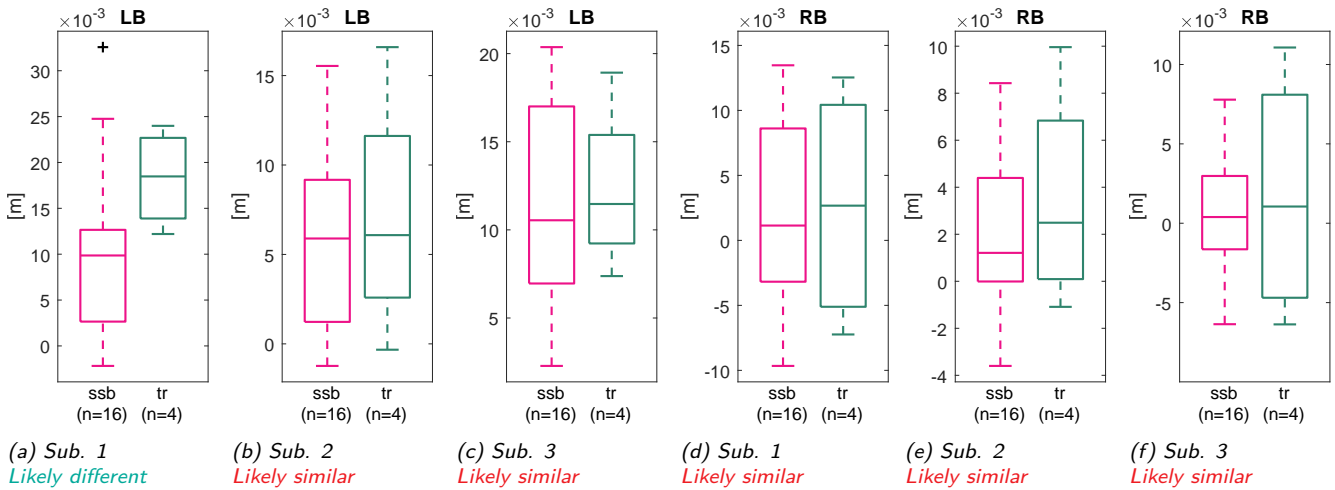 ×10⁻³ LB
[m]
30
25
20
15
10
5
0
ssb
(n=16)
tr
(n=4)
(a) Sub. 1
Likely different
×10⁻³ LB
[m]
15
10
5
0
ssb
(n=16)
tr
(n=4)
(b) Sub. 2
Likely similar
×10⁻³ LB
[m]
20
15
10
5
ssb
(n=16)
tr
(n=4)
(c) Sub. 3
Likely similar
×10⁻³ RB
[m]
15
10
5
0
-5
-10
ssb
(n=16)
tr
(n=4)
(d) Sub. 1
Likely similar
×10⁻³ RB
[m]
10
8
6
4
2
0
-2
-4
ssb
(n=16)
tr
(n=4)
(e) Sub. 2
Likely similar
×10⁻³ RB
[m]
10
5
0
-5
ssb
(n=16)
tr
(n=4)
(f) Sub. 3
Likely similar